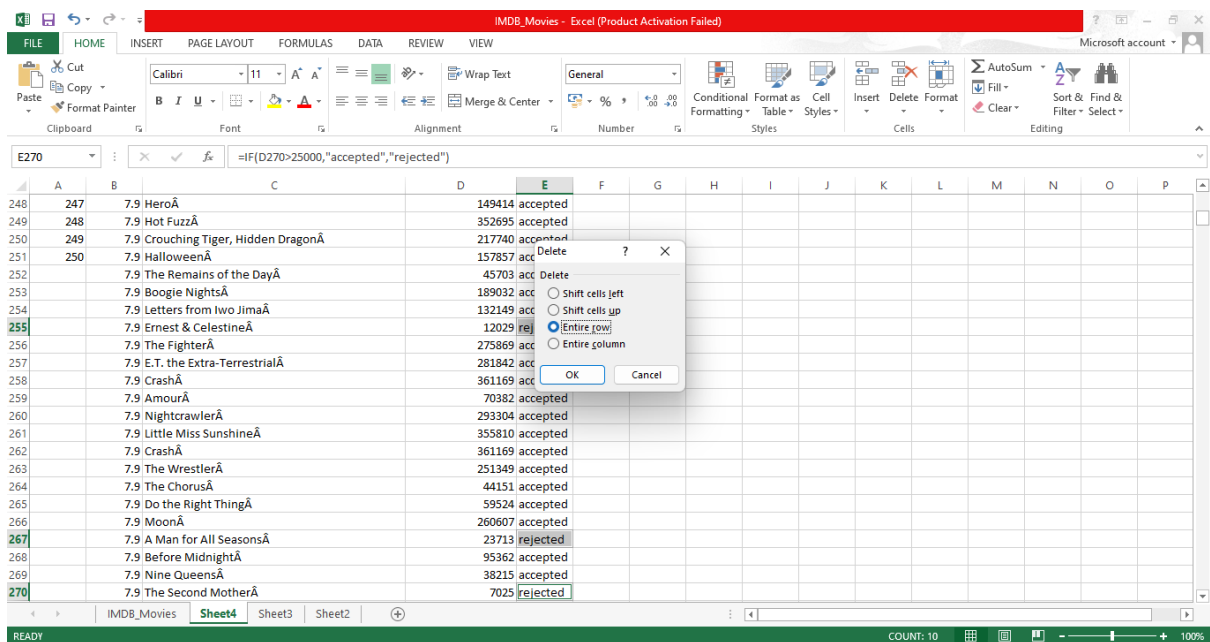 IMDB_Movies - Excel (Product Activation Failed)
FILE HOME INSERT PAGE LAYOUT FORMULAS DATA REVIEW VIEW Microsoft account
Cut
Copy
Format Painter
Paste
Clipboard
Calibri 11
B I U
Font
Wrap Text
Merge & Center
Alignment
General
% ,
Number
Conditional Formatting
Format as Table
Cell Styles
Styles
Insert Delete Format
Cells
AutoSum
Fill
Clear
Sort & Filter
Find & Select
Editing
E270 fx =IF(D270>25000,"accepted","rejected")
A B C D E F G H I J K L M N O P
248 247 7.9 HeroÂ 149414 accepted
249 248 7.9 Hot FuzzÂ 352695 accepted
250 249 7.9 Crouching Tiger, Hidden DragonÂ 217740 accepted
251 250 7.9 HalloweenÂ 157857 acc
252 7.9 The Remains of the DayÂ 45703 acc
253 7.9 Boogie NightsÂ 189032 acc
254 7.9 Letters from Iwo JimaÂ 132149 acc
255 7.9 Ernest & CelestineÂ 12029 rej
256 7.9 The FighterÂ 275869 acc
257 7.9 E.T. the Extra-TerrestrialÂ 281842 acc
258 7.9 CrashÂ 361169 acc
259 7.9 AmourÂ 70382 accepted
260 7.9 NightcrawlerÂ 293304 accepted
261 7.9 Little Miss SunshineÂ 355810 accepted
262 7.9 CrashÂ 361169 accepted
263 7.9 The WrestlerÂ 251349 accepted
264 7.9 The ChorusÂ 44151 accepted
265 7.9 Do the Right ThingÂ 59524 accepted
266 7.9 MoonÂ 260607 accepted
267 7.9 A Man for All SeasonsÂ 23713 rejected
268 7.9 Before MidnightÂ 95362 accepted
269 7.9 Nine QueensÂ 38215 accepted
270 7.9 The Second MotherÂ 7025 rejected
Delete ?
Delete
Shift cells left
Shift cells up
Entire row
Entire column
OK Cancel
IMDB_Movies Sheet4 Sheet3 Sheet2
READY COUNT: 10 100%